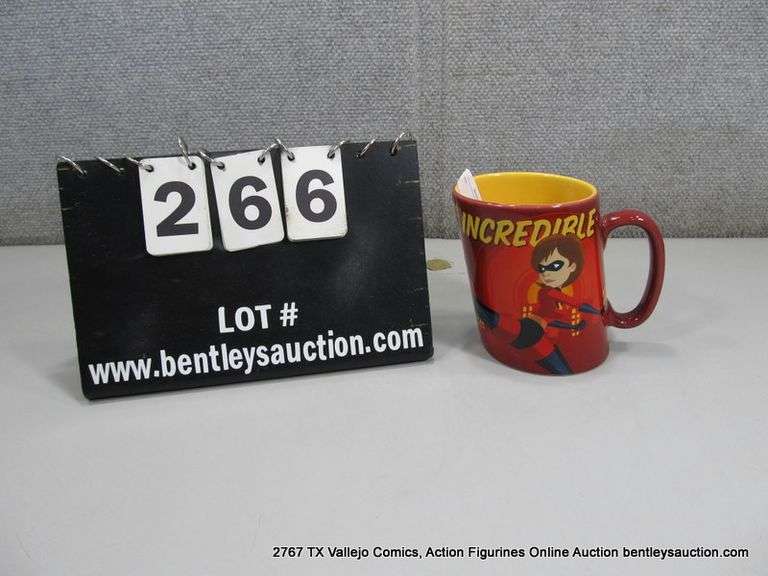 266
LOT #
www.bentleysauction.com
INCREDIBLE
2767 TX Vallejo Comics, Action Figurines Online Auction bentleysauction.com